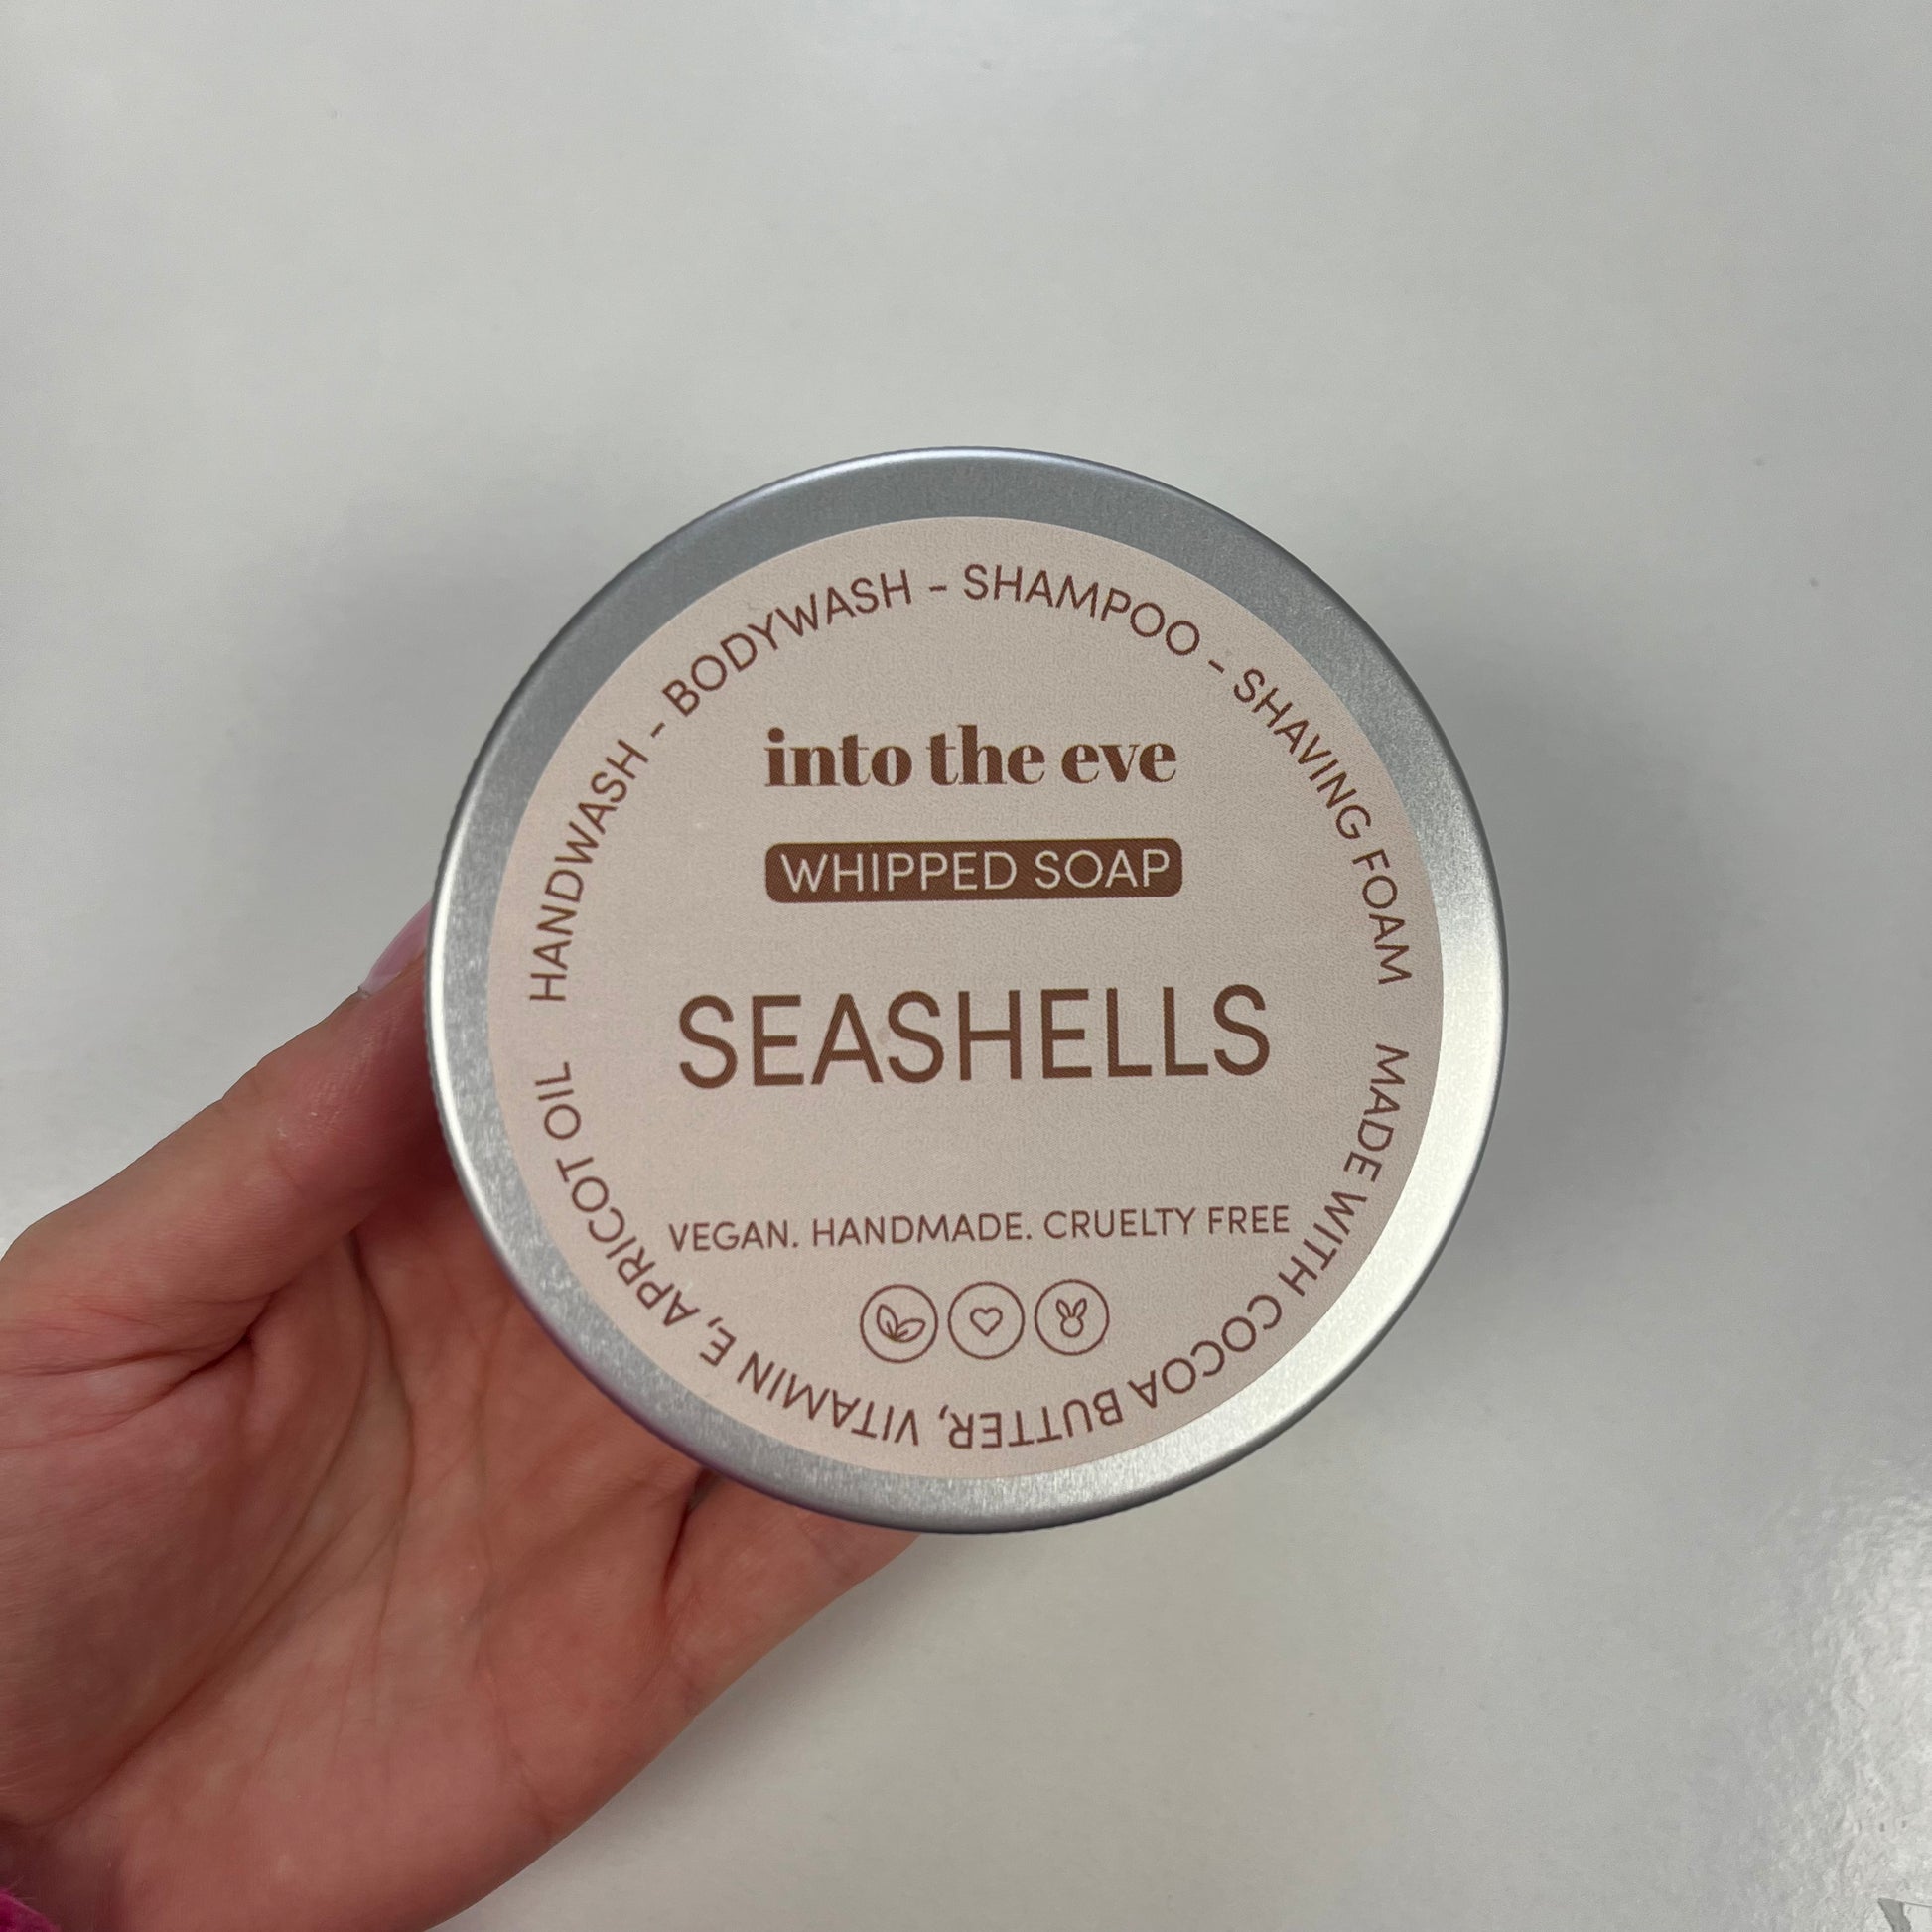 HANDWASH - BODYWASH - SHAMPOO - SHAVING FOAM
into the eve
WHIPPED SOAP
SEASHELLS
VEGAN. HANDMADE. CRUELTY FREE
MADE WITH COCOA BUTTER, VITAMIN E, APRICOT OIL